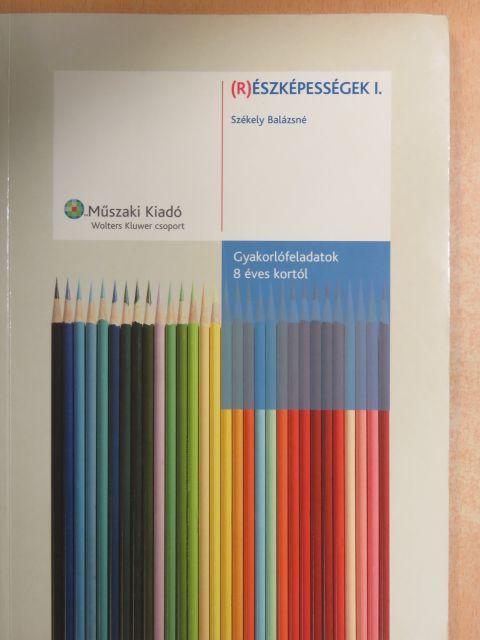 (R)ÉSZKÉPESSÉGEK I.
Székely Balázsné
Műszaki Kiadó
Wolters Kluwer csoport
Gyakorlófeladatok
8 éves kortól